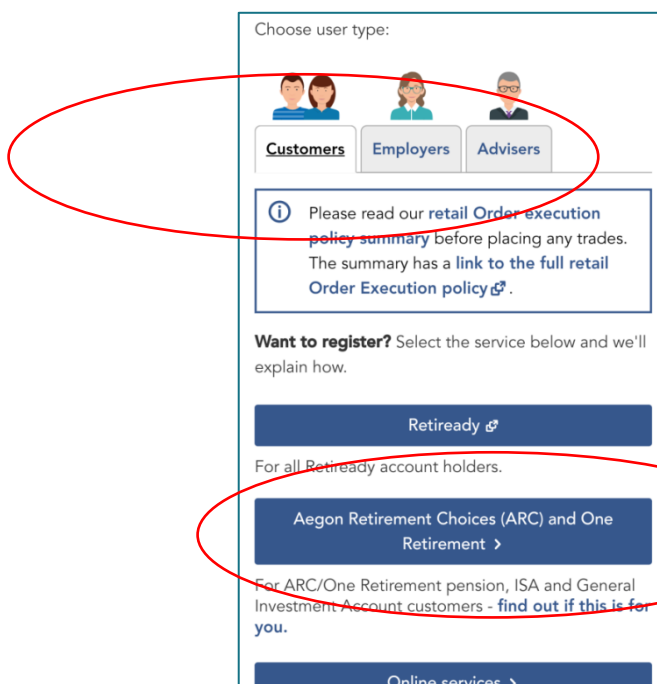 Choose user type:
Customers
Employers
Advisers
Please read our retail Order execution
policy summary before placing any trades.
The summary has a link to the full retail
Order Execution policy.
Want to register? Select the service below and we'll
explain how.
Retiready
For all Retiready account holders.
Aegon Retirement Choices (ARC) and One
Retirement >
For ARC/One Retirement pension, ISA and General
Investment Account customers - find out if this is for
you.
Online services >